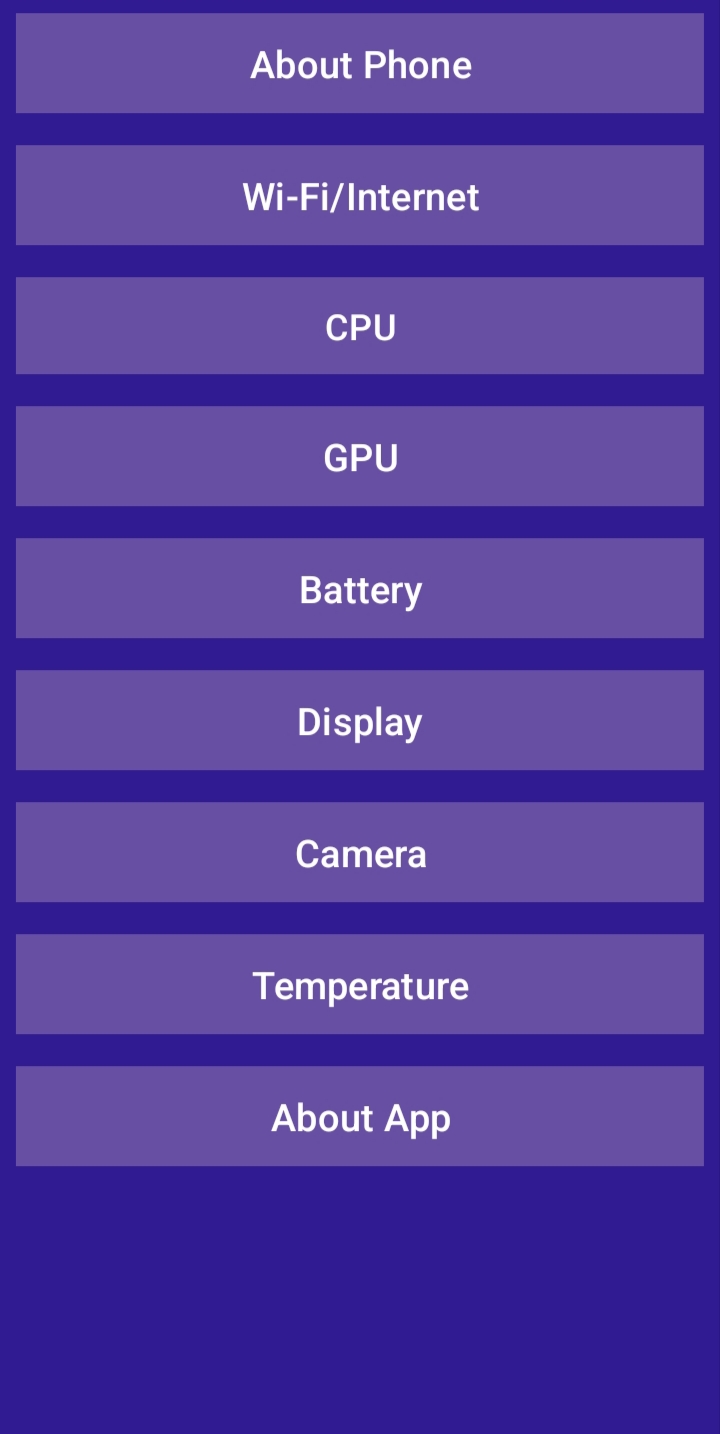 About Phone
Wi-Fi/Internet
CPU
GPU
Battery
Display
Camera
Temperature
About App